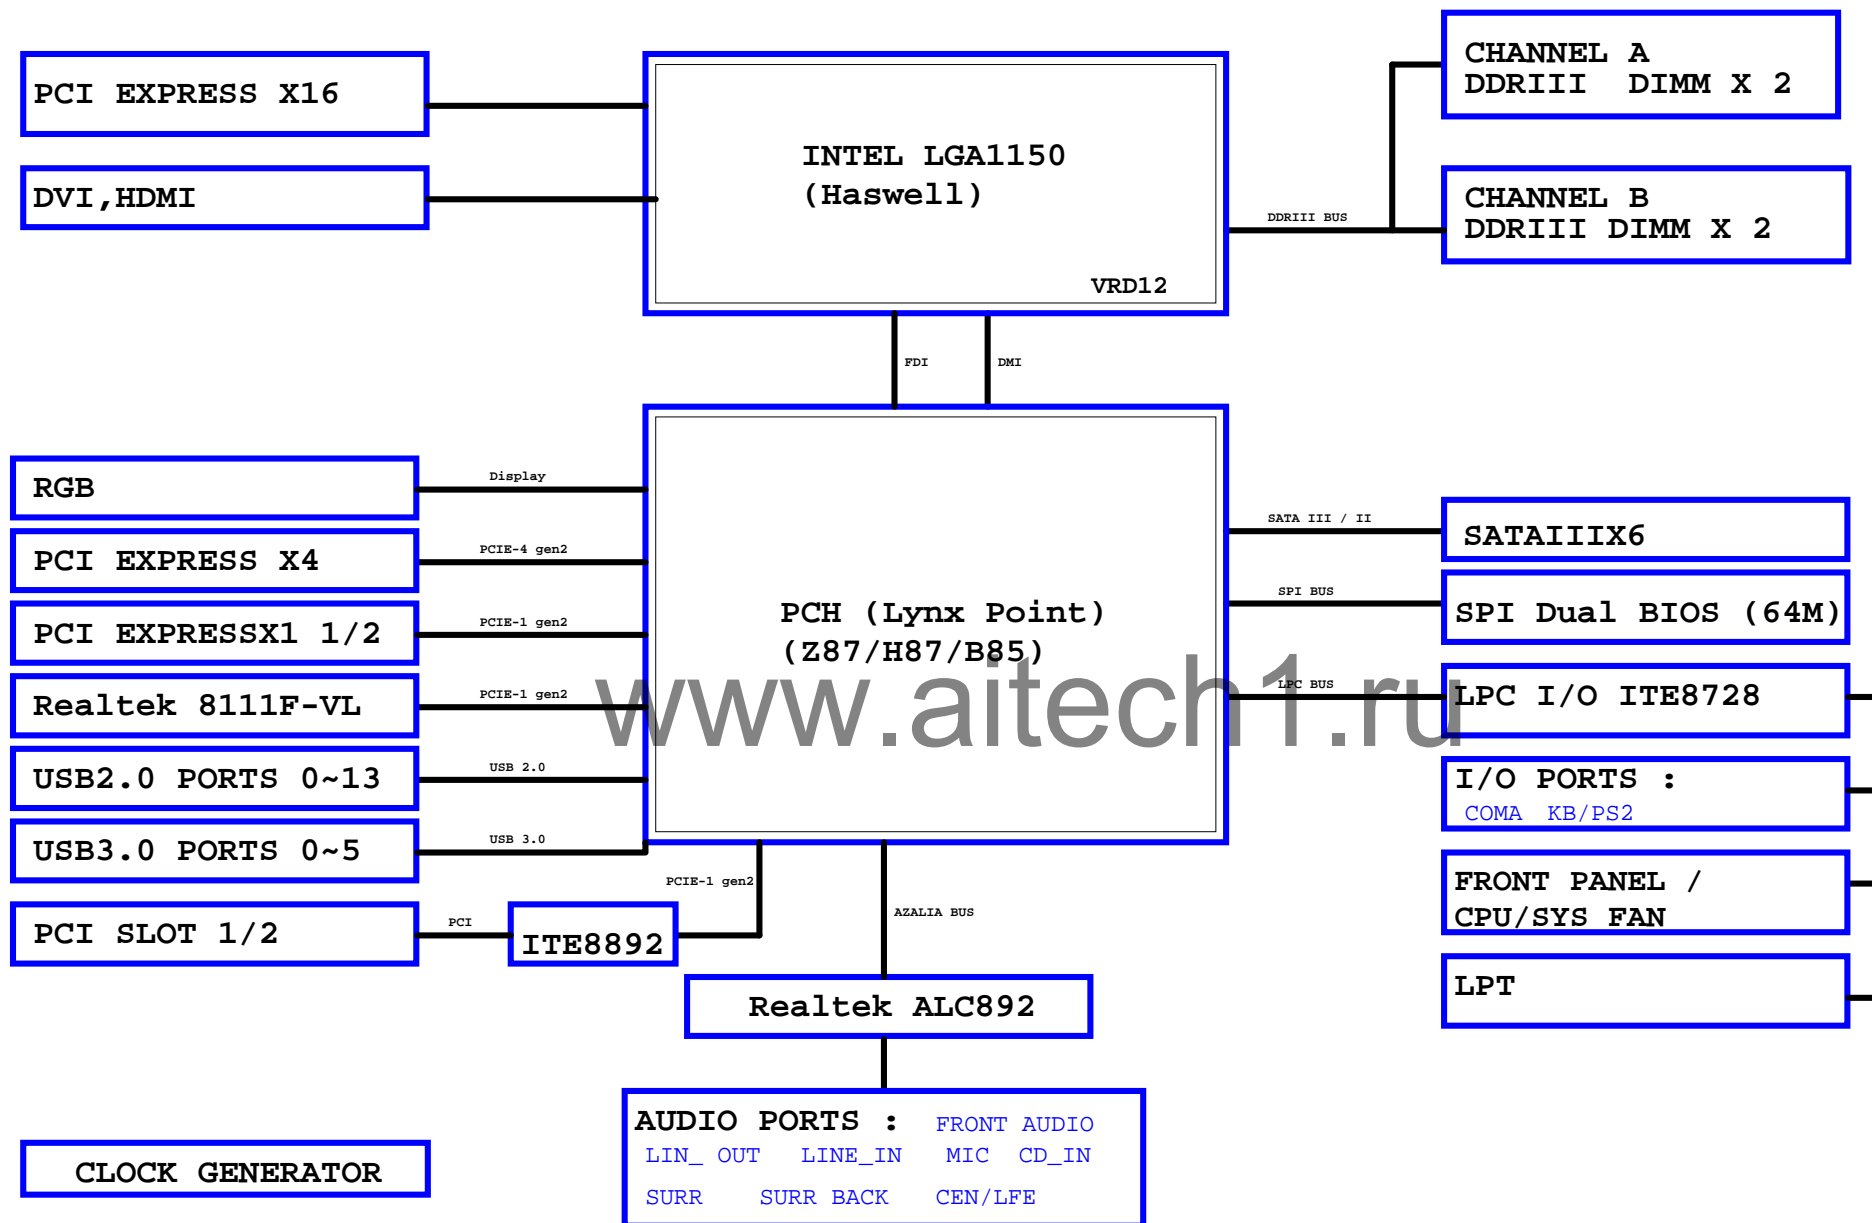 PCI EXPRESS X16
DVI,HDMI
INTEL LGA1150
(Haswell)
VRD12
DDRIII BUS
CHANNEL A
DDRIII DIMM X 2
CHANNEL B
DDRIII DIMM X 2
FDI
DMI
RGB
Display
PCI EXPRESS X4
PCIE-4 gen2
PCI EXPRESSX1 1/2
PCIE-1 gen2
Realtek 8111F-VL
PCIE-1 gen2
USB2.0 PORTS 0~13
USB 2.0
USB3.0 PORTS 0~5
USB 3.0
PCI SLOT 1/2
PCI
ITE8892
PCIE-1 gen2
PCH (Lynx Point)
(Z87/H87/B85)
www.aitech1.ru
SATA III / II
SATAIIIX6
SPI BUS
SPI Dual BIOS (64M)
LPC BUS
LPC I/O ITE8728
I/O PORTS :
COMA KB/PS2
FRONT PANEL /
CPU/SYS FAN
LPT
AZALIA BUS
Realtek ALC892
AUDIO PORTS : FRONT AUDIO
LIN_ OUT LINE_IN MIC CD_IN
SURR SURR BACK CEN/LFE
CLOCK GENERATOR